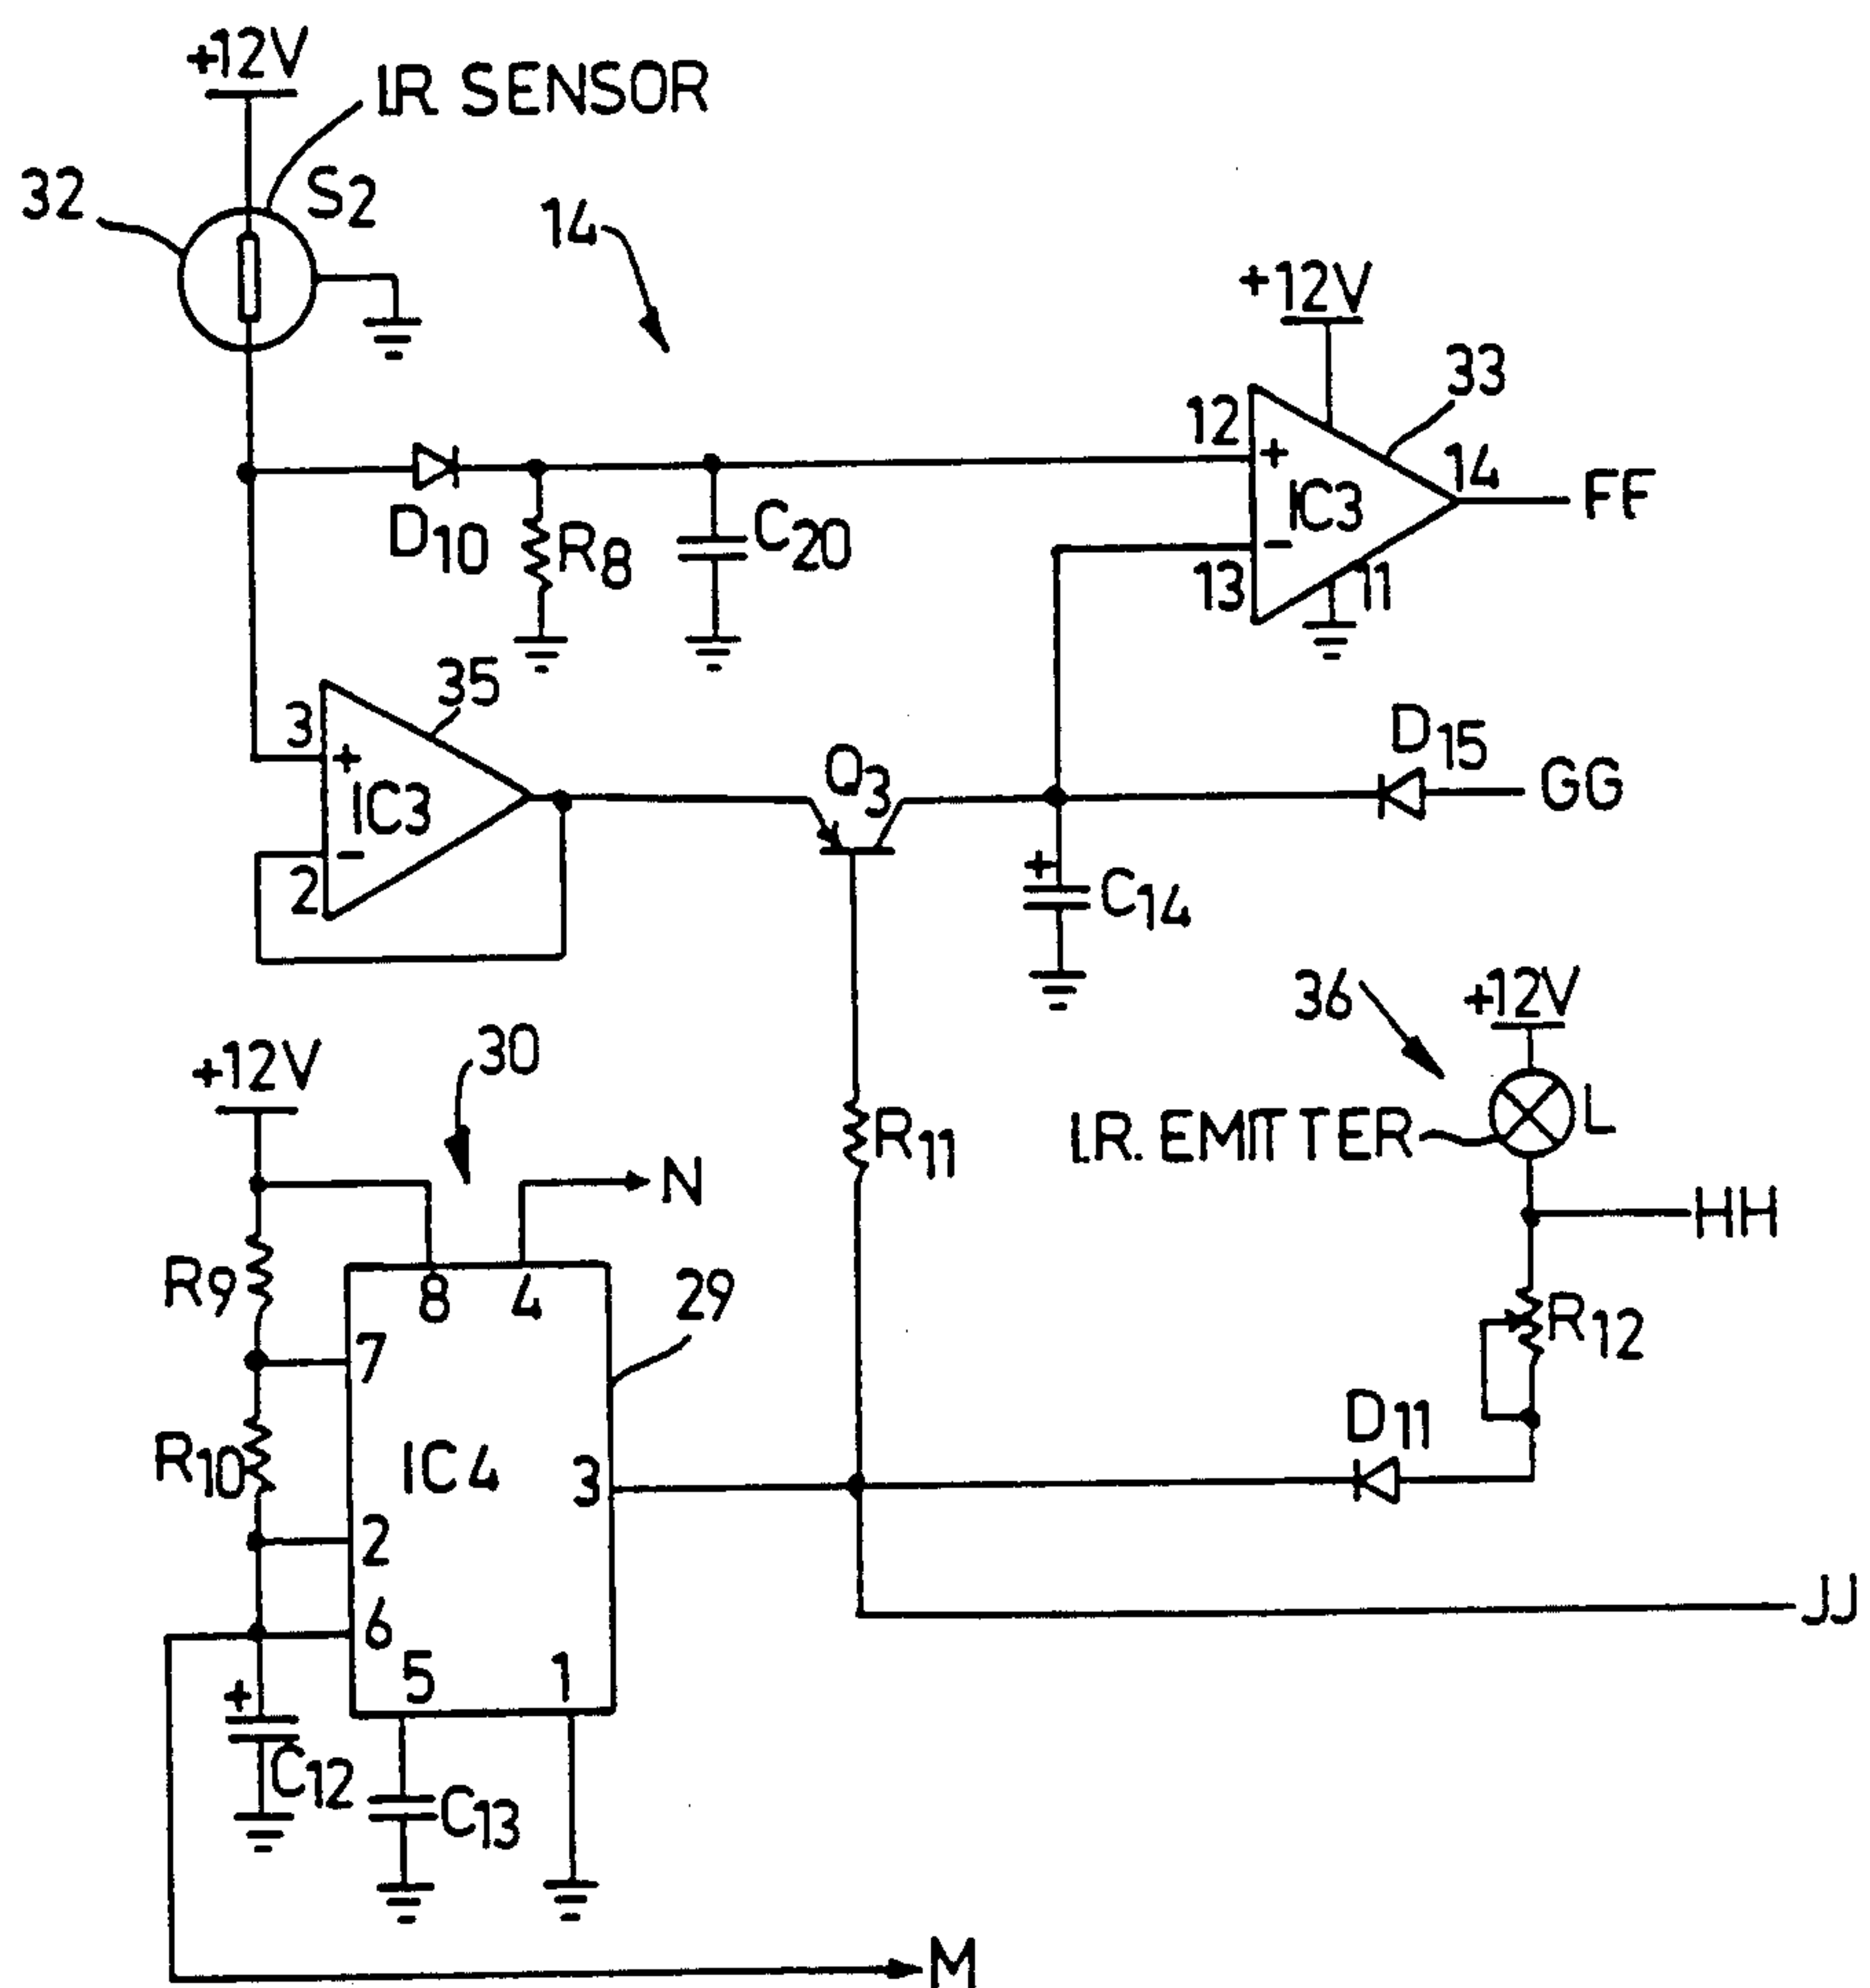 +12V
IR SENSOR
32
S2
14
+12V
33
12
+
14
FF
IC3
D10
R8
C20
-
13
11
35
3
+
IC3
-
2
Q3
D15
GG
+
C14
36
+12V
+12V
30
I.R. EMITTER
L
R11
N
HH
R9
8
4
29
R12
7
D11
R10
IC4
3
2
6
JJ
5
1
+
C12
C13
M